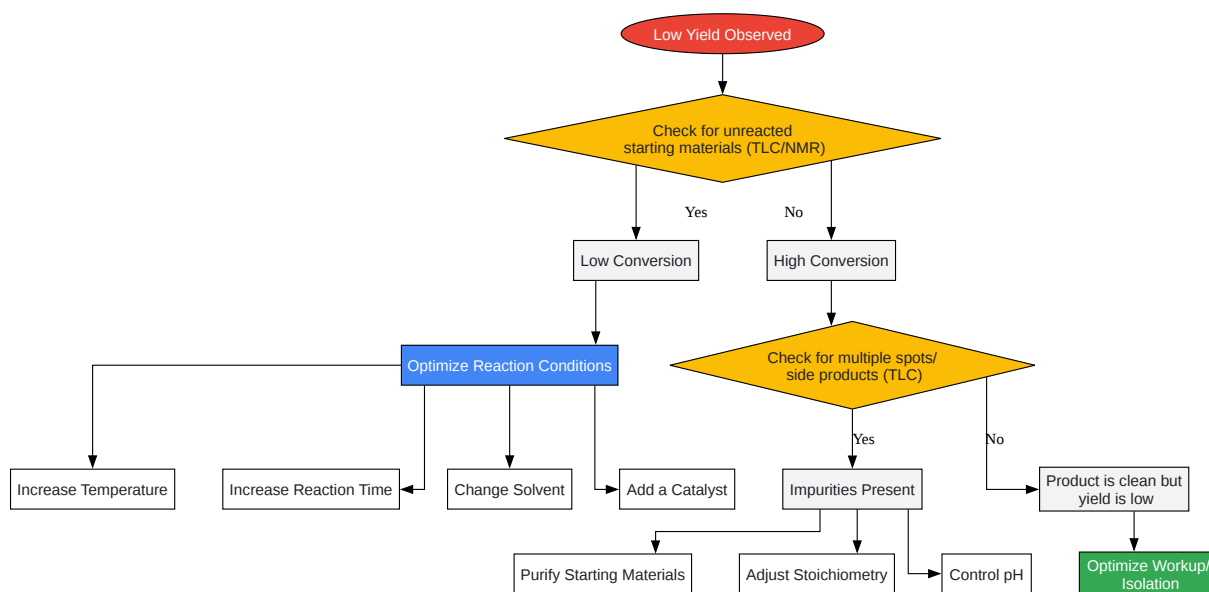 Low Yield Observed
Check for unreacted
starting materials (TLC/NMR)
Yes
No
Low Conversion
High Conversion
Optimize Reaction Conditions
Check for multiple spots/
side products (TLC)
Yes
No
Increase Temperature
Increase Reaction Time
Change Solvent
Add a Catalyst
Impurities Present
Product is clean but
yield is low
Purify Starting Materials
Adjust Stoichiometry
Control pH
Optimize Workup/
Isolation